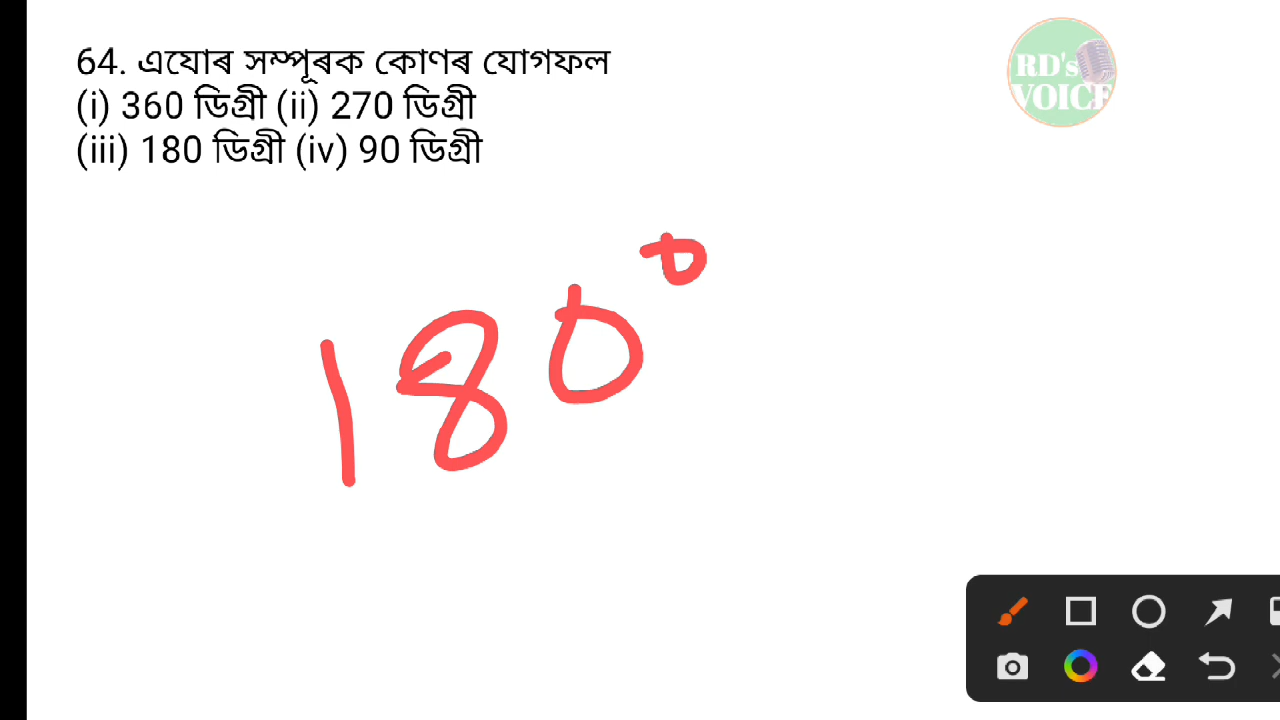 64. এযোৰ সম্পূৰক কোণৰ যোগফল
(i) 360 ডিগ্ৰী (ii) 270 ডিগ্ৰী
(iii) 180 ডিগ্ৰী (iv) 90 ডিগ্ৰী
RD's
VOICE
180°